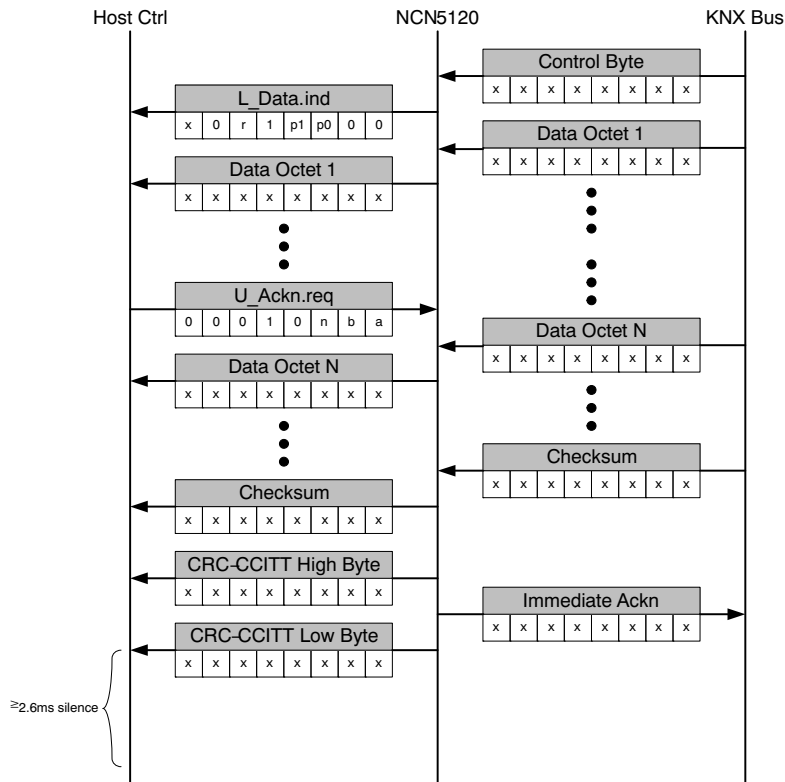 Host Ctrl NCN5120 KNX Bus
Control Byte
x x x x x x x x
L_Data.ind
x 0 r 1 p1 p0 0 0
Data Octet 1
x x x x x x x x
Data Octet 1
x x x x x x x x
U_Ackn.req
0 0 0 1 0 n b a
Data Octet N
x x x x x x x x
Data Octet N
x x x x x x x x
Checksum
x x x x x x x x
Checksum
x x x x x x x x
CRC-CCITT High Byte
x x x x x x x x
Immediate Ackn
x x x x x x x x
CRC-CCITT Low Byte
x x x x x x x x
≥2.6ms silence